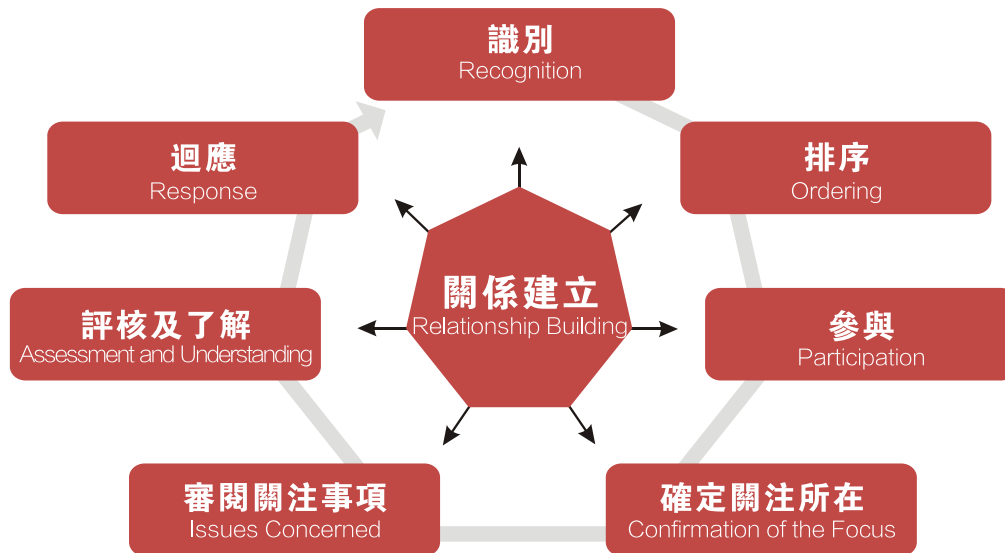 識別
Recognition
排序
Ordering
參與
Participation
確定關注所在
Confirmation of the Focus
審閱關注事項
Issues Concerned
評核及了解
Assessment and Understanding
迴應
Response
關係建立
Relationship Building